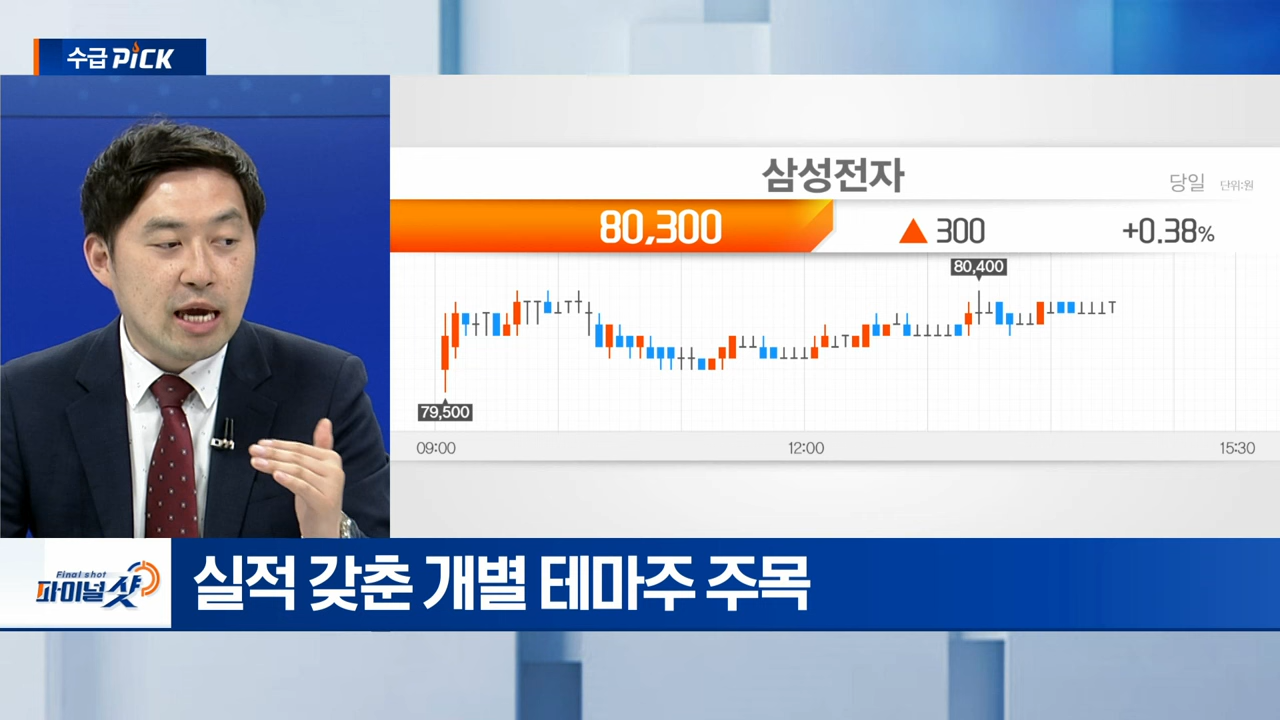 수급 PiCK
삼성전자
당일 단위:원
80,300 ▲ 300 +0.38%
80,400
79,500
09:00 12:00 15:30
Final shot
파이널 샷
실적 갖춘 개별 테마주 주목